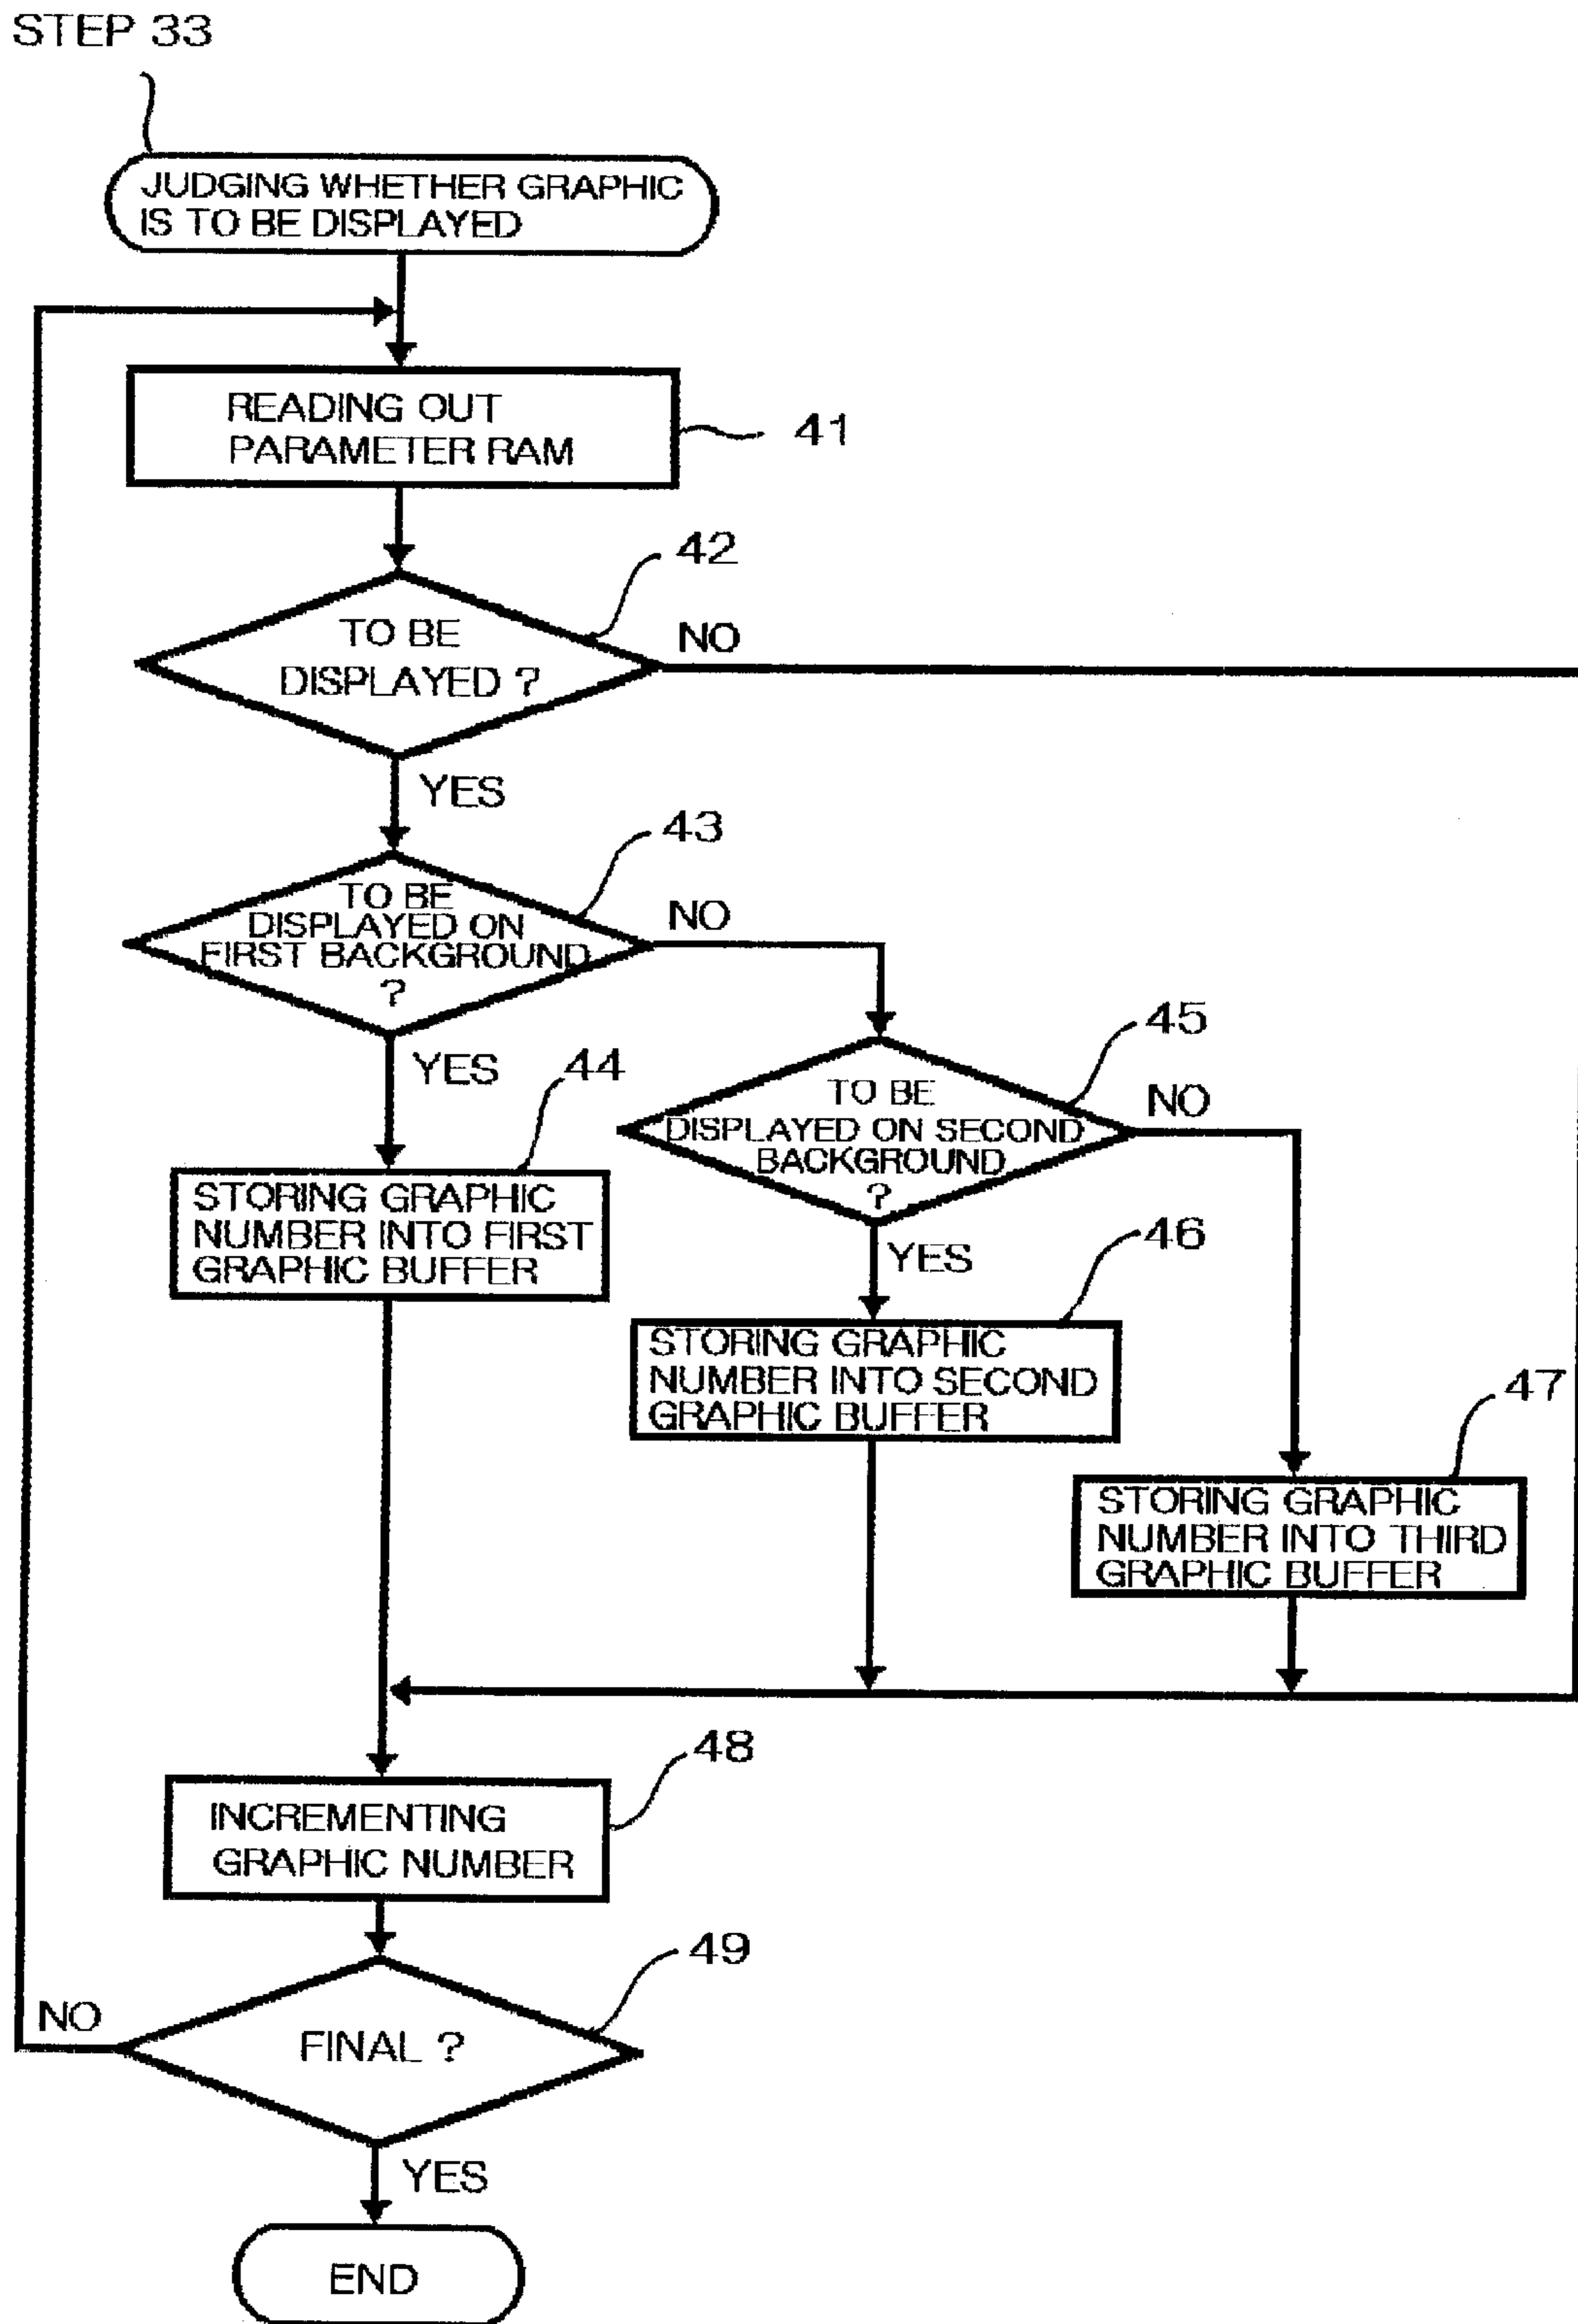 STEP 33
JUDGING WHETHER GRAPHIC
IS TO BE DISPLAYED
READING OUT
PARAMETER RAM
41
42
TO BE
DISPLAYED ?
NO
YES
43
TO BE
DISPLAYED ON
FIRST BACKGROUND
?
NO
YES
44
STORING GRAPHIC
NUMBER INTO FIRST
GRAPHIC BUFFER
45
TO BE
DISPLAYED ON SECOND
BACKGROUND
?
NO
YES
46
STORING GRAPHIC
NUMBER INTO SECOND
GRAPHIC BUFFER
47
STORING GRAPHIC
NUMBER INTO THIRD
GRAPHIC BUFFER
48
INCREMENTING
GRAPHIC NUMBER
49
FINAL ?
NO
YES
END